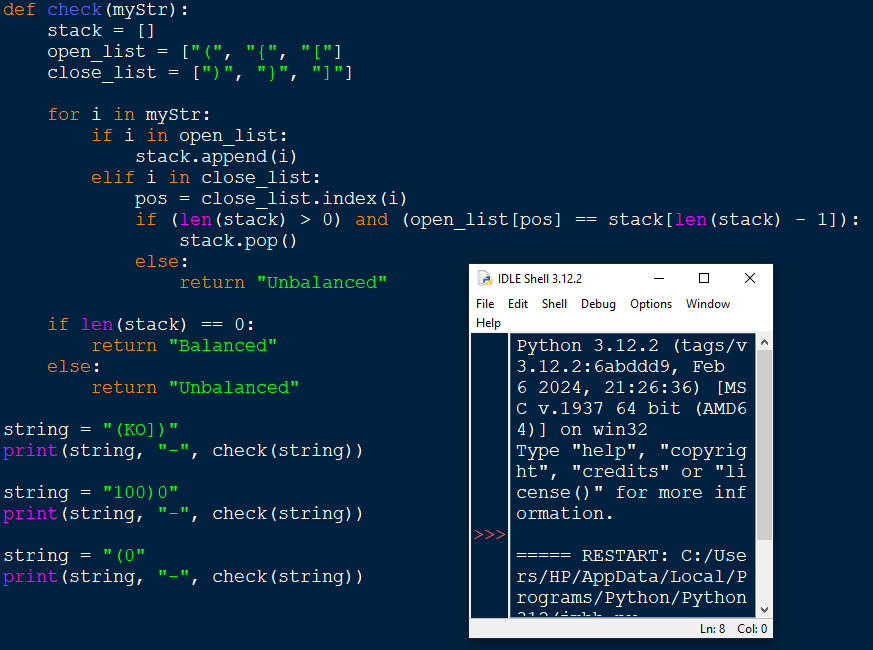 def check(myStr):
    stack = []
    open_list = ["(", "{", "["]
    close_list = [")", "}", "]"]
    for i in myStr:
        if i in open_list:
            stack.append(i)
        elif i in close_list:
            pos = close_list.index(i)
            if (len(stack) > 0) and (open_list[pos] == stack[len(stack) - 1]):
                stack.pop()
            else:
                return "Unbalanced"
    if len(stack) == 0:
        return "Balanced"
    else:
        return "Unbalanced"
string = "(KO])"
print(string, "-", check(string))
string = "100)0"
print(string, "-", check(string))
string = "(0"
print(string, "-", check(string))
IDLE Shell 3.12.2
File Edit Shell Debug Options Window
Help
Python 3.12.2 (tags/v
3.12.2:6abddd9, Feb
6 2024, 21:26:36) [MS
C v.1937 64 bit (AMD6
4)] on win32
Type "help", "copyrig
ht", "credits" or "li
cense()" for more inf
ormation.
>>>
===== RESTART: C:/Use
rs/HP/AppData/Local/P
rograms/Python/Python
Ln: 8 Col: 0